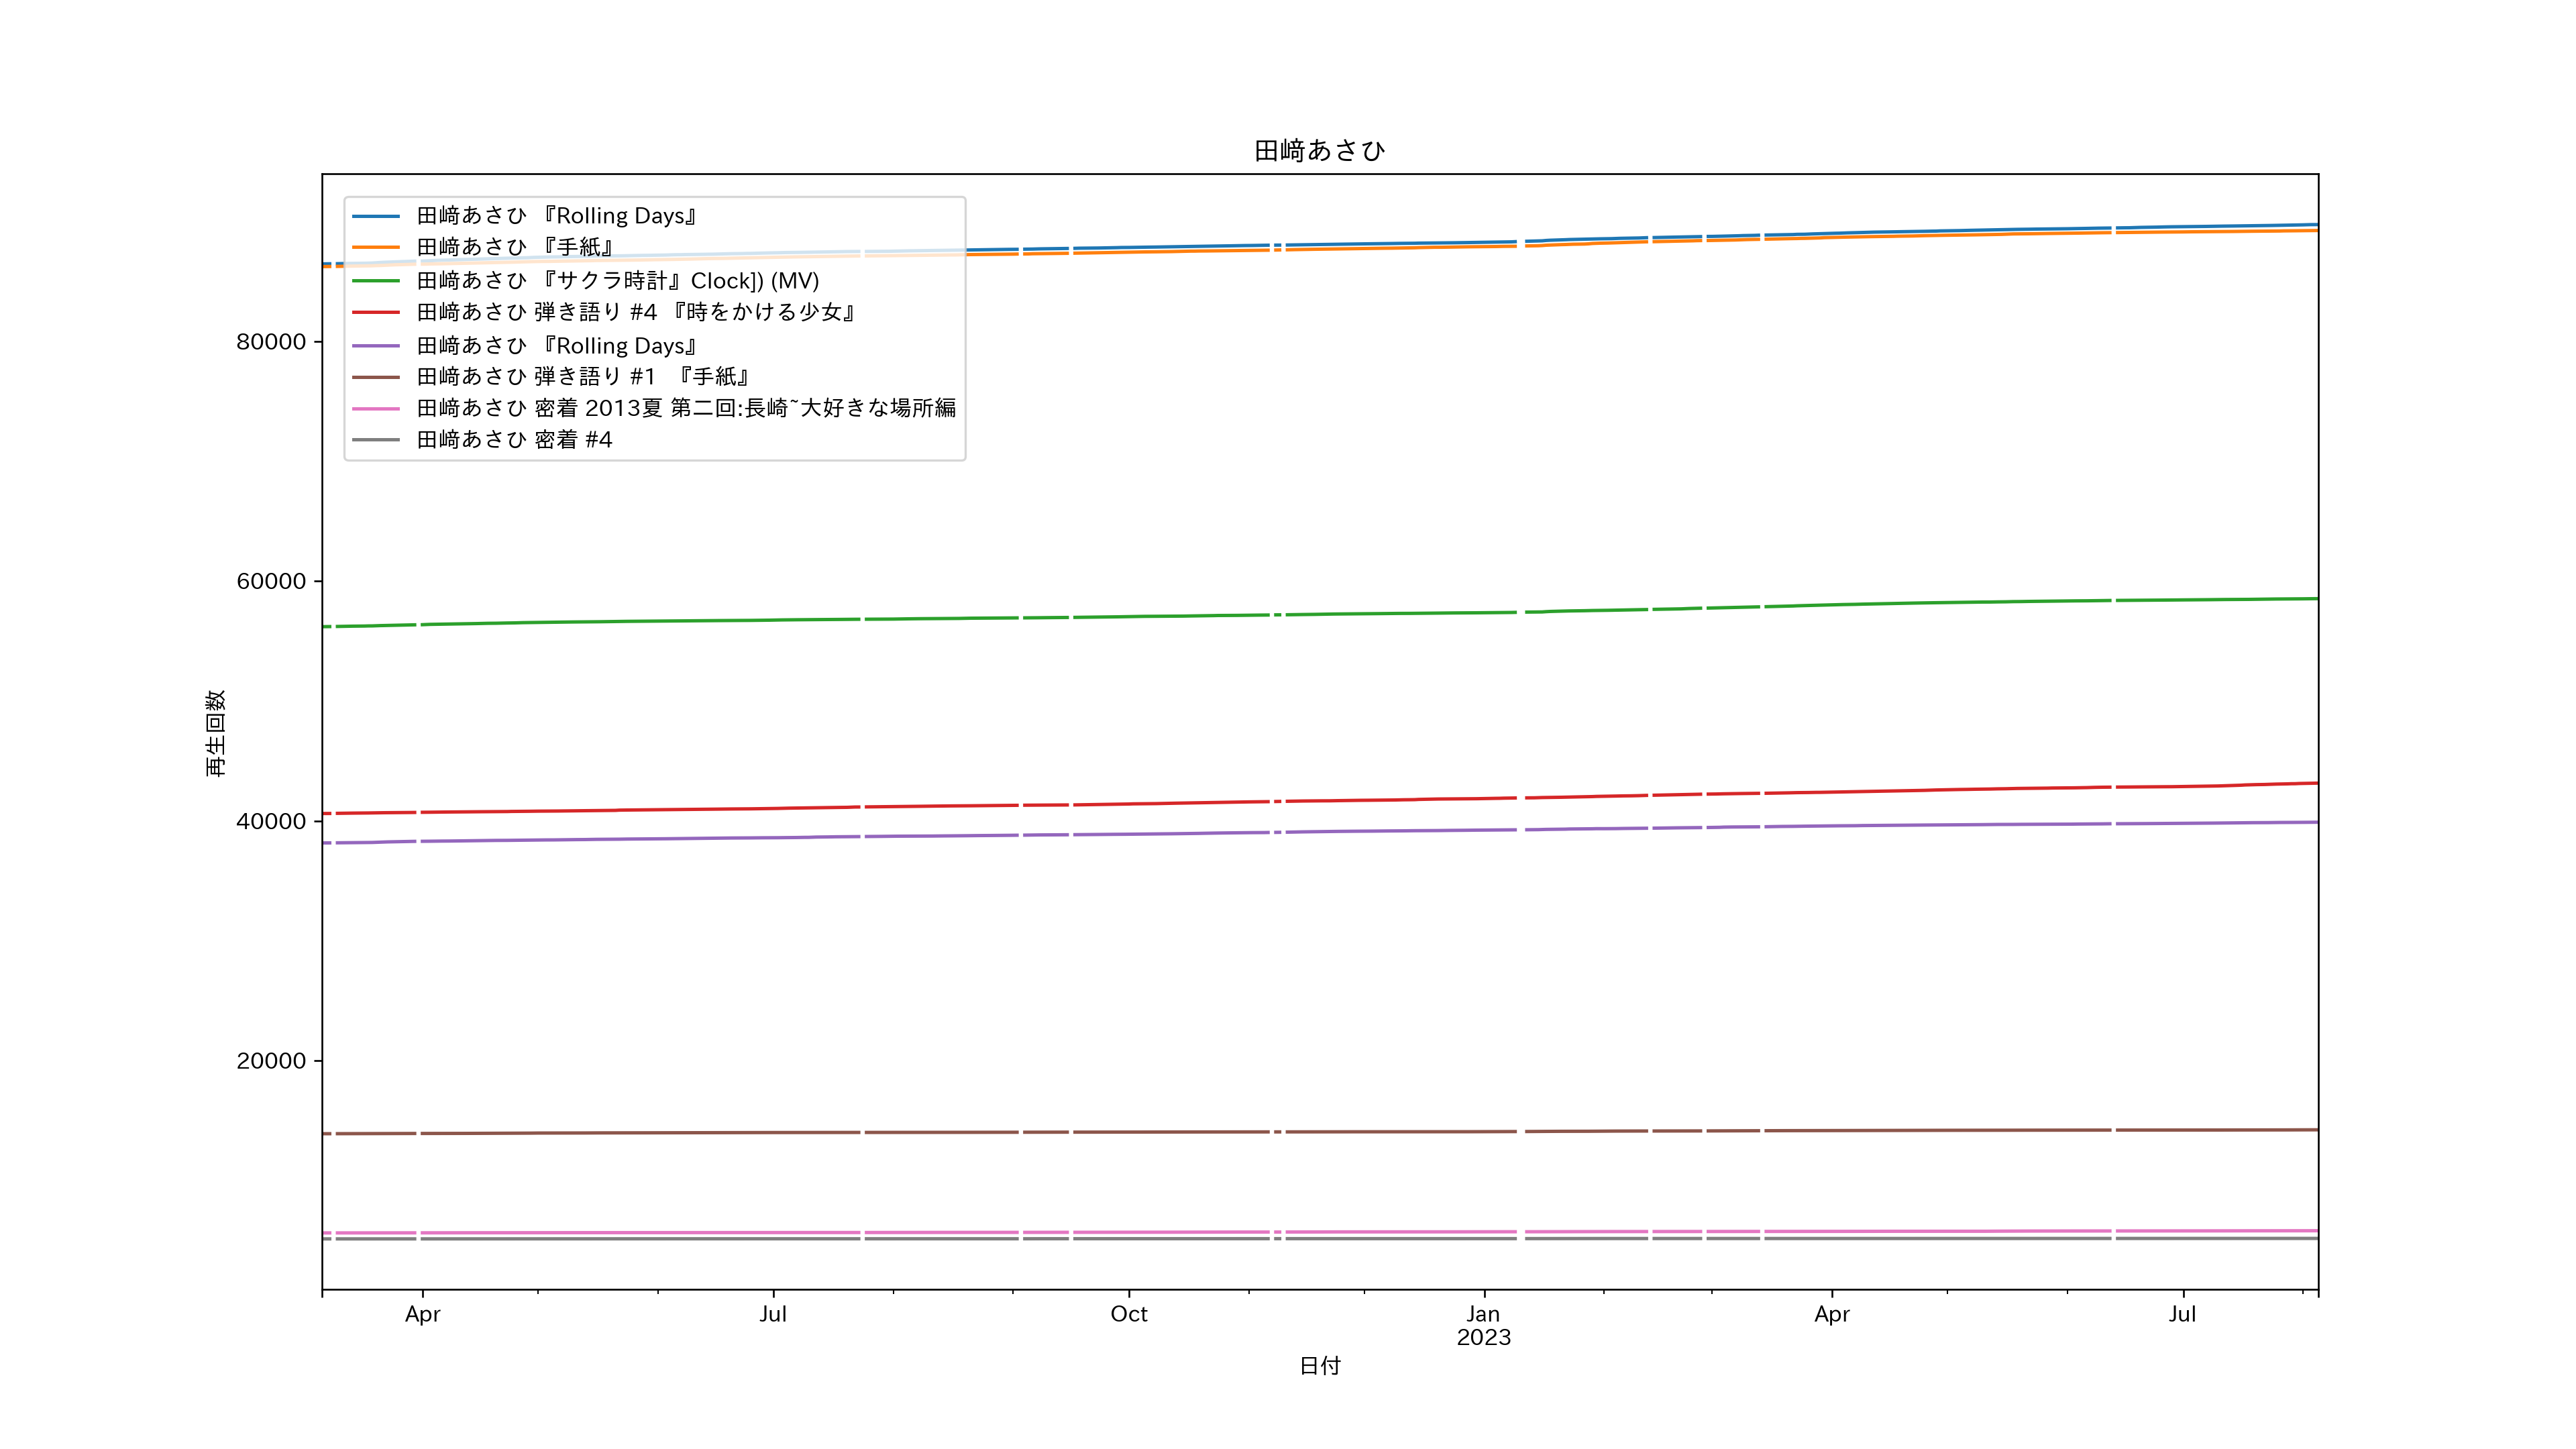 田﨑あさひ
田﨑あさひ 『Rolling Days』
田﨑あさひ 『手紙』
田﨑あさひ 『サクラ時計』Clock]) (MV)
田﨑あさひ 弾き語り #4 『時をかける少女』
田﨑あさひ 『Rolling Days』
田﨑あさひ 弾き語り #1 『手紙』
田﨑あさひ 密着 2013夏 第二回:長崎~大好きな場所編
田﨑あさひ 密着 #4
80000
60000
40000
20000
再生回数
Apr Jul Oct Jan Apr Jul
2023
日付